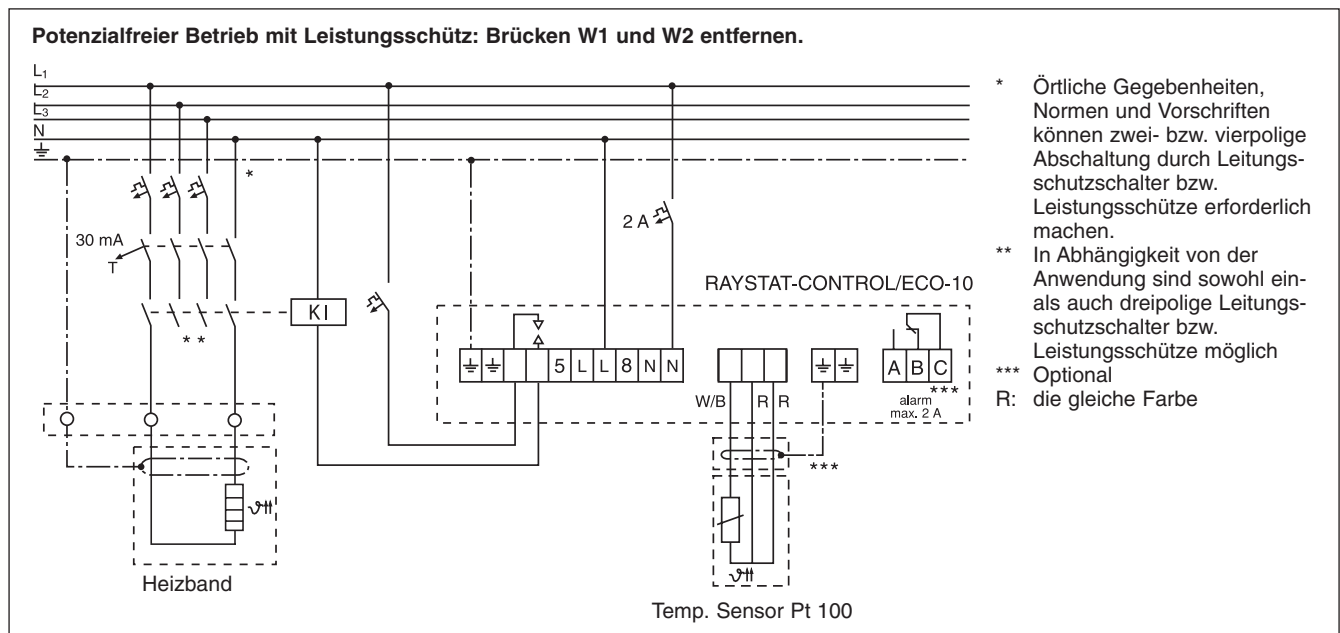 Potenzialfreier Betrieb mit Leistungsschütz: Brücken W1 und W2 entfernen.
L1
L2
L3
N
*
30 mA
T
KI
* *
Heizband
2 A
RAYSTAT-CONTROL/ECO-10
5 L L 8 N N
A B C
***
alarm
max. 2 A
W/B R R
***
ϑ
ϑ
Temp. Sensor Pt 100
* Örtliche Gegebenheiten,
Normen und Vorschriften
können zwei- bzw. vierpolige
Abschaltung durch Leitungs-
schutzschalter bzw.
Leistungsschütze erforderlich
machen.
** In Abhängigkeit von der
Anwendung sind sowohl ein-
als auch dreipolige Leitungs-
schutzschalter bzw.
Leistungsschütze möglich
*** Optional
R: die gleiche Farbe